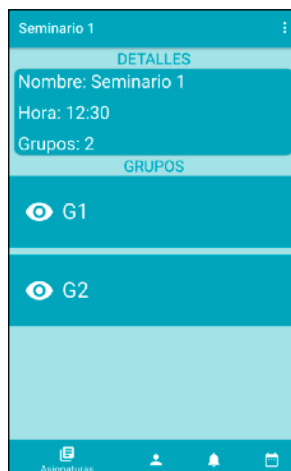 Seminario 1
DETALLES
Nombre: Seminario 1
Hora: 12:30
Grupos: 2
GRUPOS
G1
G2
Asignaturas